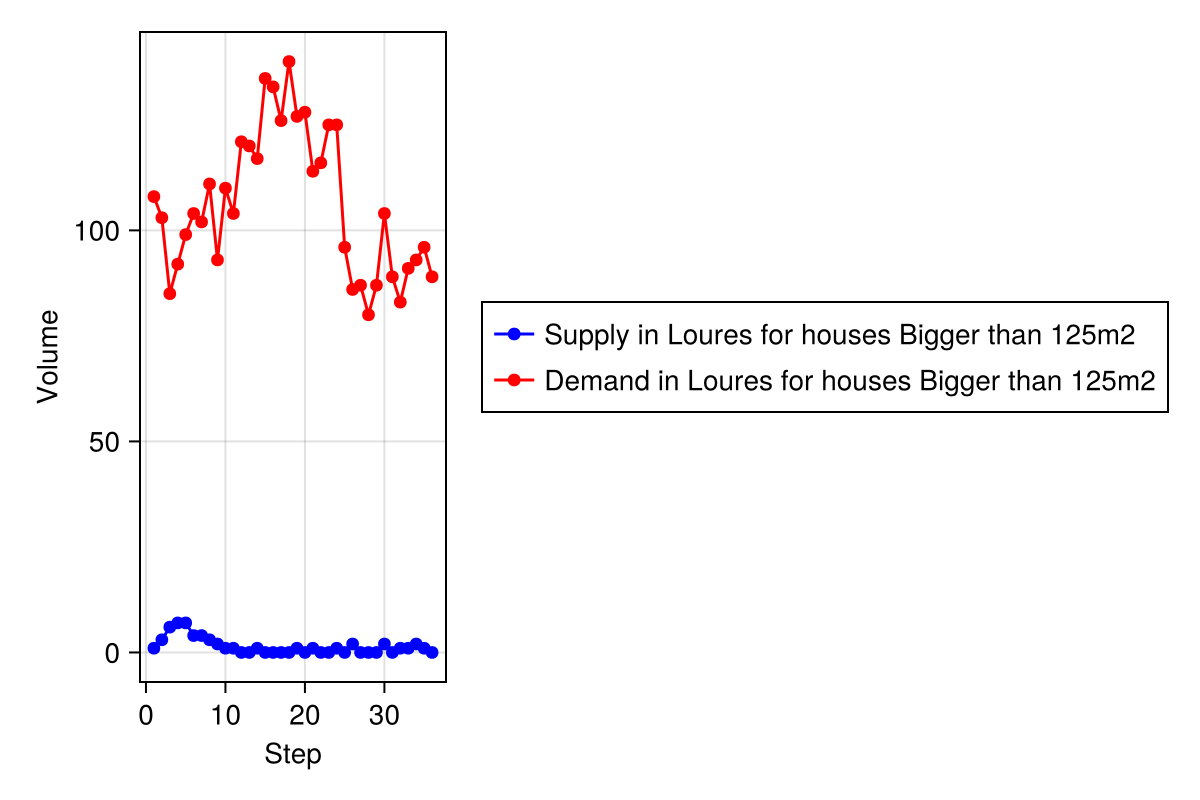 Volume
100
50
0
0 10 20 30
Step
Supply in Loures for houses Bigger than 125m2
Demand in Loures for houses Bigger than 125m2